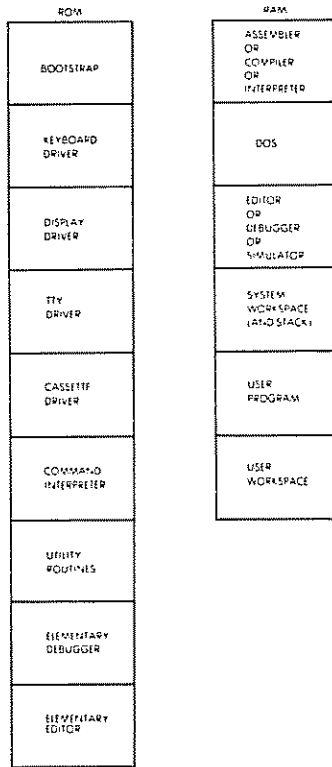 ROM
BOOTSTRAP
KEYBOARD
DRIVER
DISPLAY
DRIVER
TTY
DRIVER
CASSETTE
DRIVER
COMMAND
INTERPRETER
UTILITY
ROUTINES
ELEMENTARY
DEBUGGER
ELEMENTARY
EDITOR
RAM
ASSEMBLER
OR
COMPILER
OR
INTERPRETER
DOS
EDITOR
OR
DEBUGGER
OR
SIMULATOR
SYSTEM
WORKSPACE
(AND STACK)
USER
PROGRAM
USER
WORKSPACE